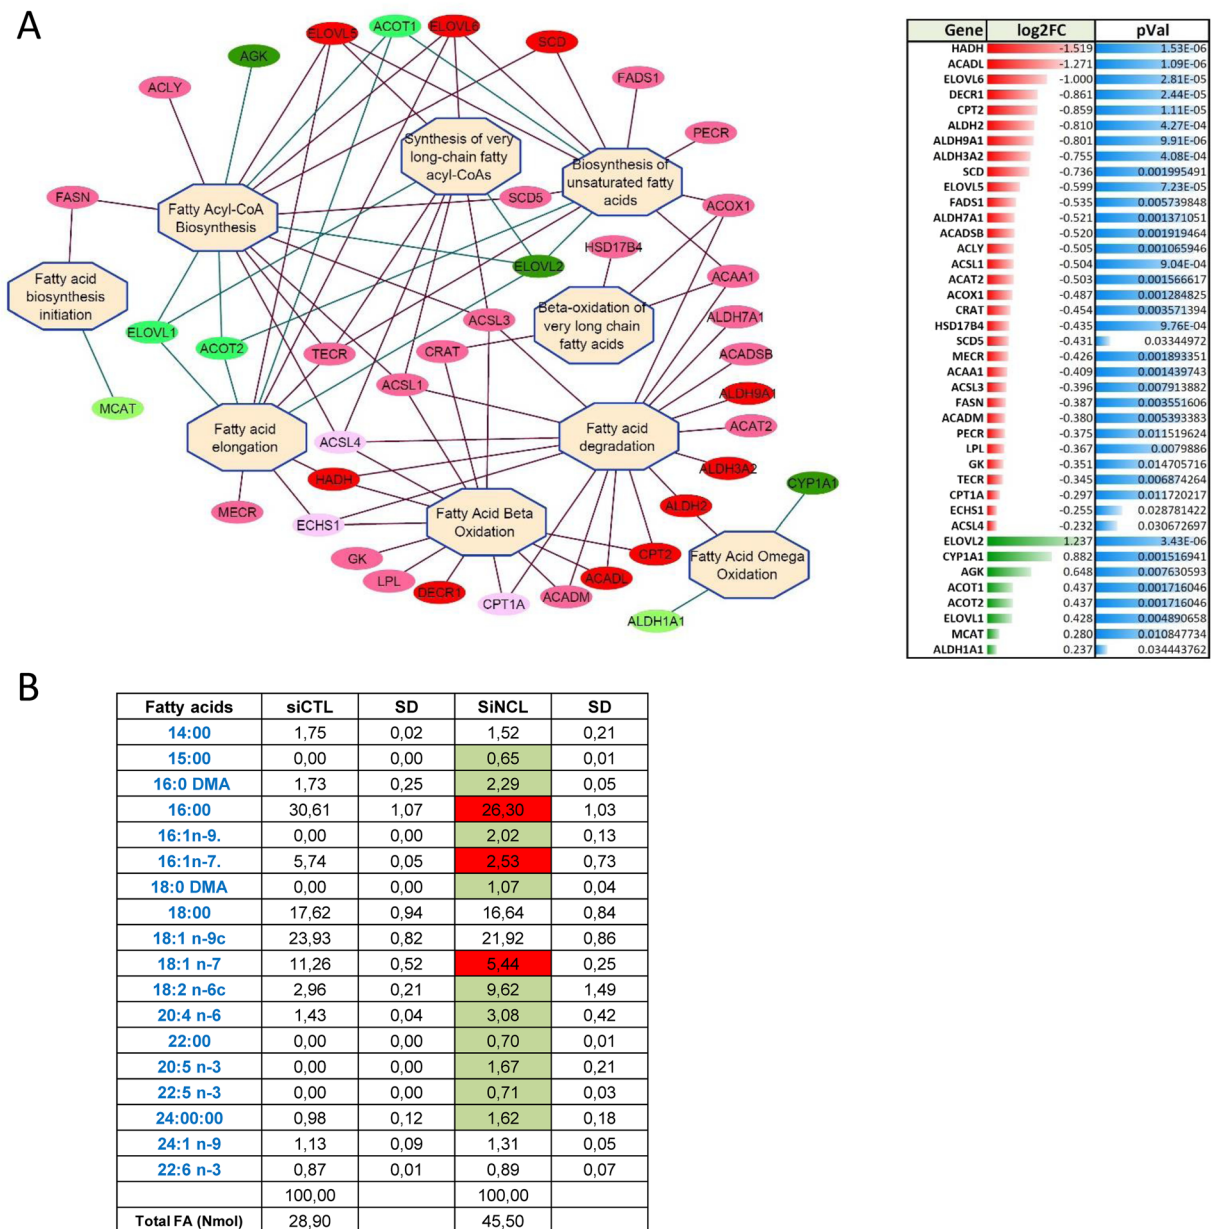 A
ELOVL5
ACOT1
ELOVL6
SCD
AGK
FADS1
ACLY
PECR
Synthesis of very
long-chain fatty
acyl-CoAs
Biosynthesis of
unsaturated fatty
acids
FASN
Fatty Acyl-CoA
Biosynthesis
SCD5
ACOX1
HSD17B4
ELOVL2
ACAA1
Fatty acid
biosynthesis
initiation
Beta-oxidation of
very long chain
fatty acids
ACSL3
ALDH7A1
ELOVL1
ACOT2
TECR
CRAT
ACADSB
ACSL1
ALDH9A1
MCAT
Fatty acid
elongation
ACSL4
Fatty acid
degradation
ACAT2
HADH
ALDH3A2
CYP1A1
MECR
ECHS1
Fatty Acid Beta
Oxidation
ALDH2
GK
CPT2
Fatty Acid Omega
Oxidation
LPL
DECR1
ACADL
CPT1A
ACADM
ALDH1A1
Gene log2FC pVal
HADH -1.519 1.53E-06
ACADL -1.271 1.09E-06
ELOVL6 -1.000 2.81E-05
DECR1 -0.861 2.44E-05
CPT2 -0.859 1.11E-05
ALDH2 -0.810 4.27E-04
ALDH9A1 -0.801 9.91E-06
ALDH3A2 -0.755 4.08E-04
SCD -0.736 0.001995491
ELOVL5 -0.599 7.23E-05
FADS1 -0.535 0.005739848
ALDH7A1 -0.521 0.001371051
ACADSB -0.520 0.001919464
ACLY -0.505 0.001065946
ACSL1 -0.504 9.04E-04
ACAT2 -0.503 0.001566617
ACOX1 -0.487 0.001284825
CRAT -0.454 0.003571394
HSD17B4 -0.435 9.76E-04
SCD5 -0.431 0.03344972
MECR -0.426 0.001893351
ACAA1 -0.409 0.001439743
ACSL3 -0.396 0.007913882
FASN -0.387 0.003551606
ACADM -0.380 0.005393383
PECR -0.375 0.011519624
LPL -0.367 0.0079886
GK -0.351 0.014705716
TECR -0.345 0.006874264
CPT1A -0.297 0.011720217
ECHS1 -0.255 0.028781422
ACSL4 -0.232 0.030672697
ELOVL2 1.237 3.43E-06
CYP1A1 0.882 0.001516941
AGK 0.648 0.007630593
ACOT1 0.437 0.001716046
ACOT2 0.437 0.001716046
ELOVL1 0.428 0.004890658
MCAT 0.280 0.010847734
ALDH1A1 0.237 0.034443762
B
Fatty acids siCTL SD SiNCL SD
14:00 1,75 0,02 1,52 0,21
15:00 0,00 0,00 0,65 0,01
16:0 DMA 1,73 0,25 2,29 0,05
16:00 30,61 1,07 26,30 1,03
16:1n-9. 0,00 0,00 2,02 0,13
16:1n-7. 5,74 0,05 2,53 0,73
18:0 DMA 0,00 0,00 1,07 0,04
18:00 17,62 0,94 16,64 0,84
18:1 n-9c 23,93 0,82 21,92 0,86
18:1 n-7 11,26 0,52 5,44 0,25
18:2 n-6c 2,96 0,21 9,62 1,49
20:4 n-6 1,43 0,04 3,08 0,42
22:00 0,00 0,00 0,70 0,01
20:5 n-3 0,00 0,00 1,67 0,21
22:5 n-3 0,00 0,00 0,71 0,03
24:00:00 0,98 0,12 1,62 0,18
24:1 n-9 1,13 0,09 1,31 0,05
22:6 n-3 0,87 0,01 0,89 0,07
100,00 100,00
Total FA (Nmol) 28,90 45,50